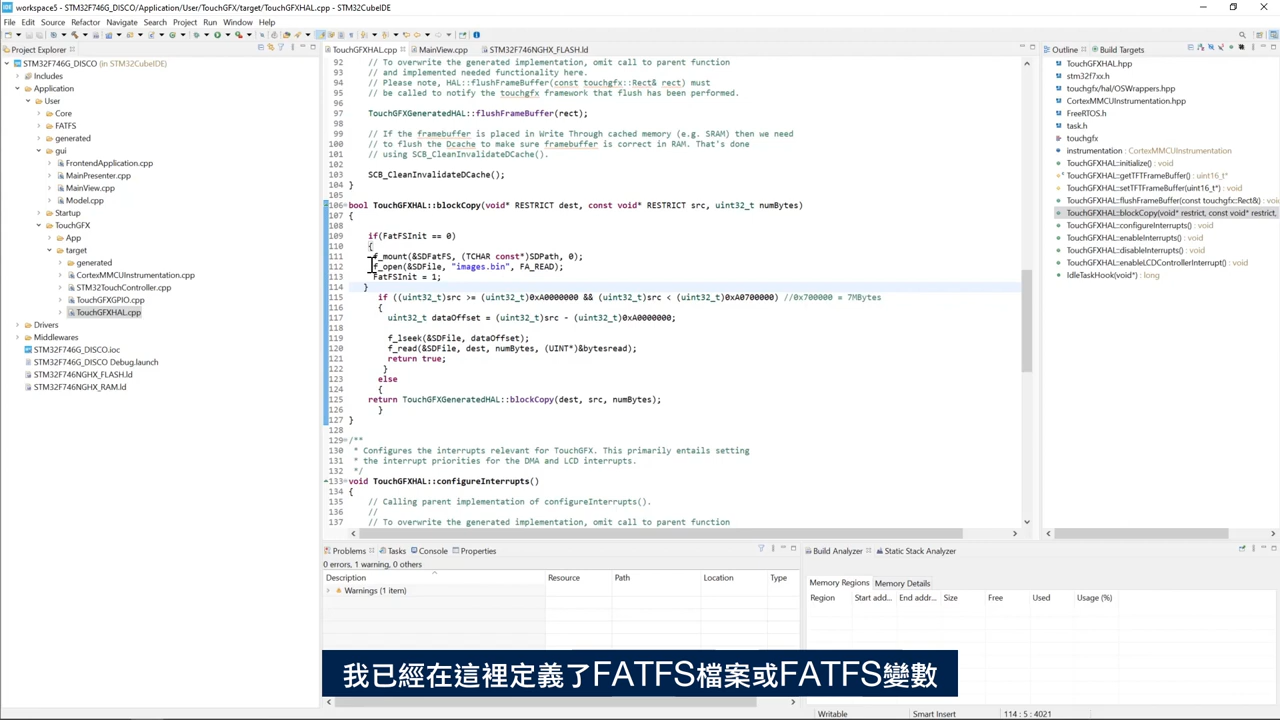 workspace5 - STM32F746G_DISCO/Application/User/TouchGFX/target/TouchGFXHAL.cpp - STM32CubeIDE
File Edit Source Refactor Navigate Search Project Run Window Help
Project Explorer
STM32F746G_DISCO (in STM32CubeIDE)
Includes
Application
User
Core
FATFS
generated
gui
FrontendApplication.cpp
MainPresenter.cpp
MainView.cpp
Model.cpp
Startup
TouchGFX
App
target
generated
CortexMMCUInstrumentation.cpp
STM32TouchController.cpp
TouchGFXGPIO.cpp
TouchGFXHAL.cpp
Drivers
Middlewares
STM32F746G_DISCO.ioc
STM32F746G_DISCO Debug.launch
STM32F746NGHX_FLASH.ld
STM32F746NGHX_RAM.ld
TouchGFXHAL.cpp MainView.cpp STM32F746NGHX_FLASH.ld
92 // To overwrite the generated implementation, omit call to parent function
93 // and implemented needed functionality here.
94 // Please note, HAL::flushFrameBuffer(const touchgfx::Rect& rect) must
95 // be called to notify the touchgfx framework that flush has been performed.
96
97 TouchGFXGeneratedHAL::flushFrameBuffer(rect);
98
99 // If the framebuffer is placed in Write Through cached memory (e.g. SRAM) then we need
100 // to flush the Dcache to make sure framebuffer is correct in RAM. That's done
101 // using SCB_CleanInvalidateDCache().
102
103 SCB_CleanInvalidateDCache();
104 }
105
106 bool TouchGFXHAL::blockCopy(void* RESTRICT dest, const void* RESTRICT src, uint32_t numBytes)
107 {
108
109 if(FatFSInit == 0)
110 {
111 f_mount(&SDFatFS, (TCHAR const*)SDPath, 0);
112 f_open(&SDFile, "images.bin", FA_READ);
113 FatFSInit = 1;
114 }
115 if ((uint32_t)src >= (uint32_t)0xA0000000 && (uint32_t)src < (uint32_t)0xA0700000) //0x700000 = 7MBytes
116 {
117 uint32_t dataOffset = (uint32_t)src - (uint32_t)0xA0000000;
118
119 f_lseek(&SDFile, dataOffset);
120 f_read(&SDFile, dest, numBytes, (UINT*)&bytesread);
121 return true;
122 }
123 else
124 {
125 return TouchGFXGeneratedHAL::blockCopy(dest, src, numBytes);
126 }
127 }
128
129 /**
130 * Configures the interrupts relevant for TouchGFX. This primarily entails setting
131 * the interrupt priorities for the DMA and LCD interrupts.
132 */
133 void TouchGFXHAL::configureInterrupts()
134 {
135 // Calling parent implementation of configureInterrupts().
136 //
137 // To overwrite the generated implementation, omit call to parent function
Outline Build Targets
TouchGFXHAL.hpp
stm32f7xx.h
touchgfx/hal/OSWrappers.hpp
CortexMMCUInstrumentation.hpp
FreeRTOS.h
task.h
touchgfx
instrumentation : CortexMMCUInstrumentation
TouchGFXHAL::initialize() : void
TouchGFXHAL::getTFTFrameBuffer() : uint16_t*
TouchGFXHAL::setTFTFrameBuffer(uint16_t*) : void
TouchGFXHAL::flushFrameBuffer(const touchgfx::Rect&) : void
TouchGFXHAL::blockCopy(void* restrict, const void* restrict,
TouchGFXHAL::configureInterrupts() : void
TouchGFXHAL::enableInterrupts() : void
TouchGFXHAL::disableInterrupts() : void
TouchGFXHAL::enableLCDControllerInterrupt() : void
IdleTaskHook(void*) : long
Problems Tasks Console Properties
0 errors, 1 warning, 0 others
Description Resource Path Location Type
Warnings (1 item)
Build Analyzer Static Stack Analyzer
Memory Regions Memory Details
Region Start add... End addr... Size Free Used Usage (%)
我已經在這裡定義了FATFS檔案或FATFS變數
Writable Smart Insert 114 : 5 : 4021